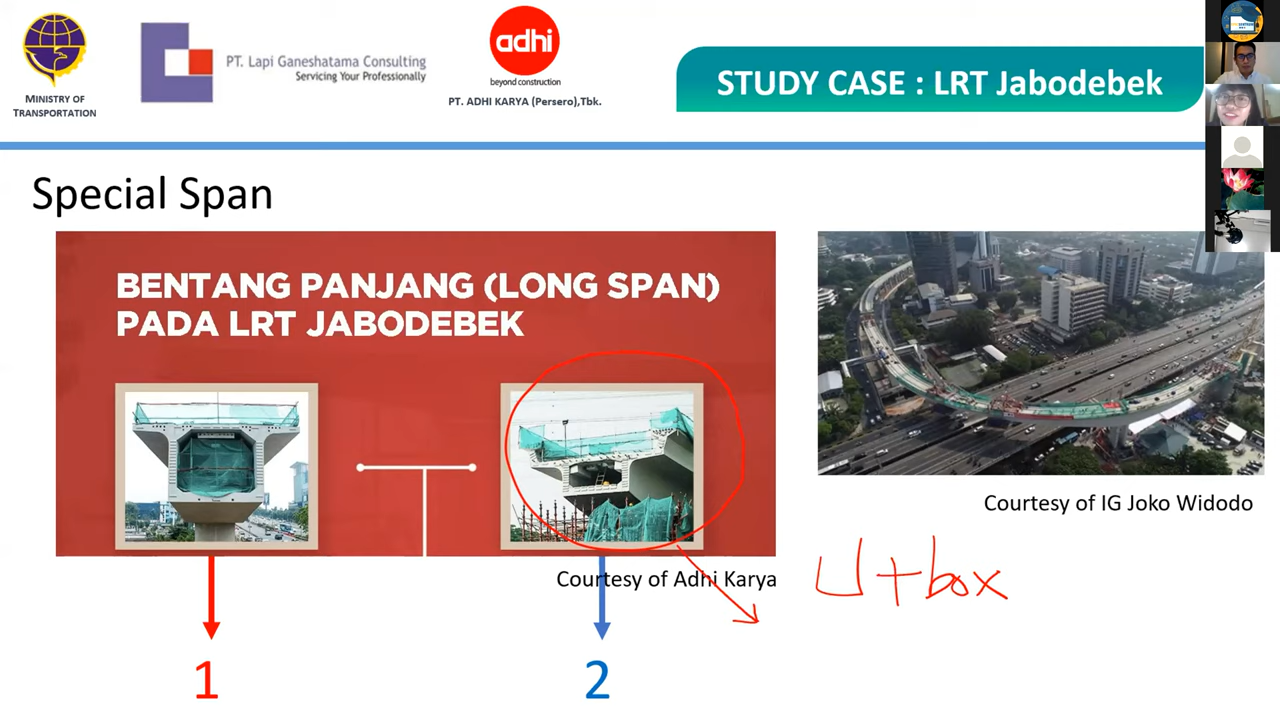 MINISTRY OF
TRANSPORTATION
PT. Lapi Ganeshatama Consulting
Servicing Your Professionally
adhi
beyond construction
PT. ADHI KARYA (Persero),Tbk.
STUDY CASE : LRT Jabodebek
Special Span
BENTANG PANJANG (LONG SPAN)
PADA LRT JABODEBEK
Courtesy of IG Joko Widodo
Courtesy of Adhi Karya
U+box
1
2